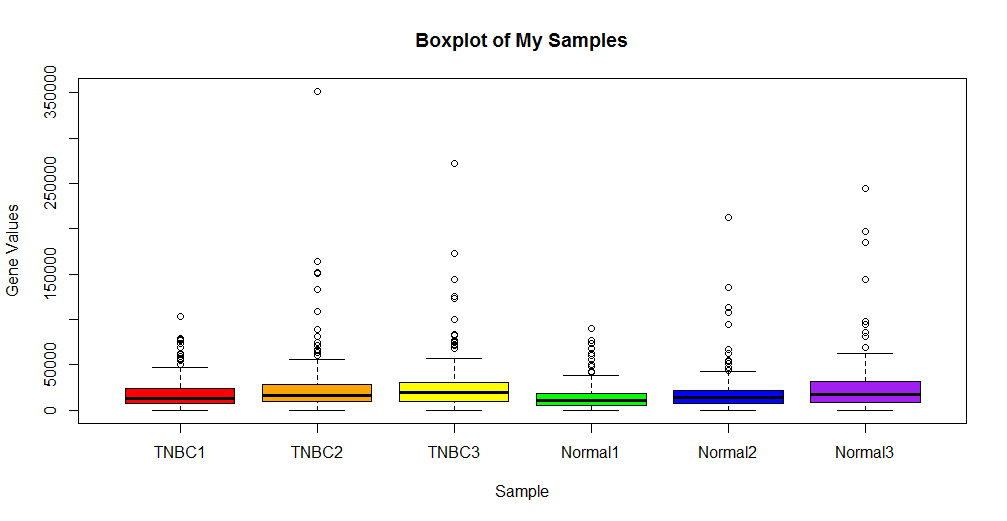 Boxplot of My Samples
Gene Values
350000
250000
150000
50000
0
TNBC1 TNBC2 TNBC3 Normal1 Normal2 Normal3
Sample